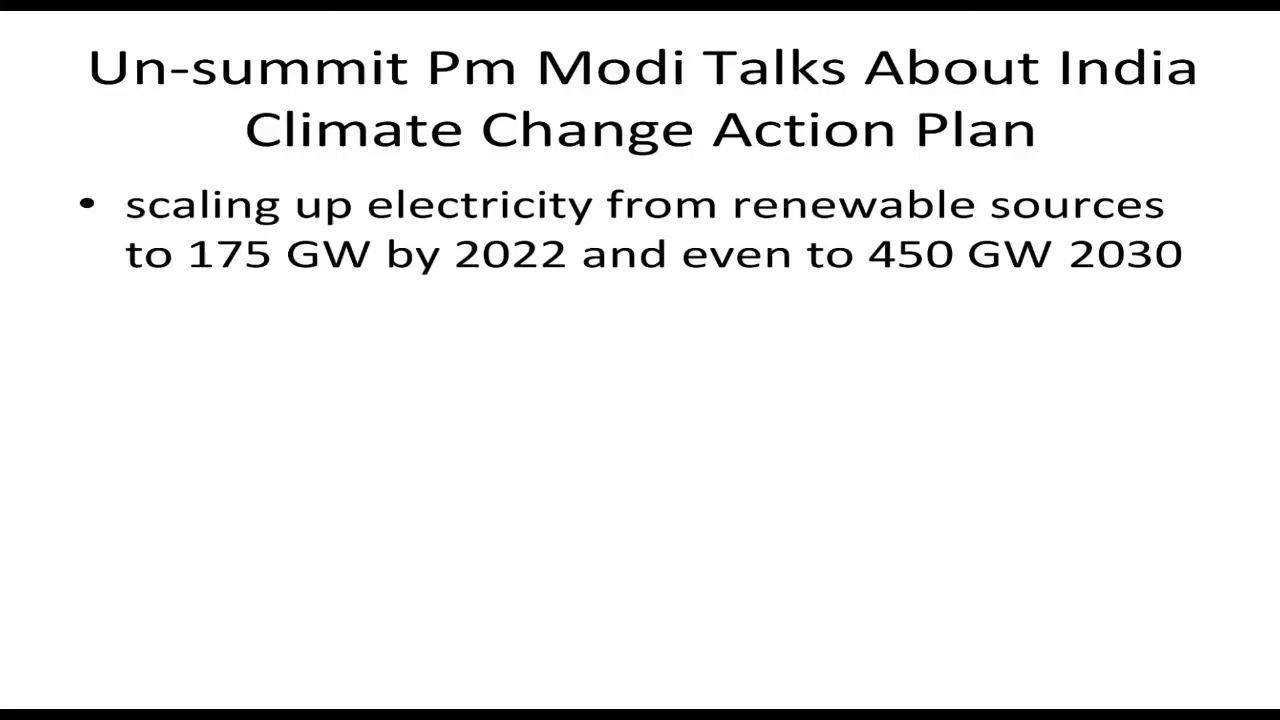 Un-summit Pm Modi Talks About India
Climate Change Action Plan
• scaling up electricity from renewable sources
to 175 GW by 2022 and even to 450 GW 2030